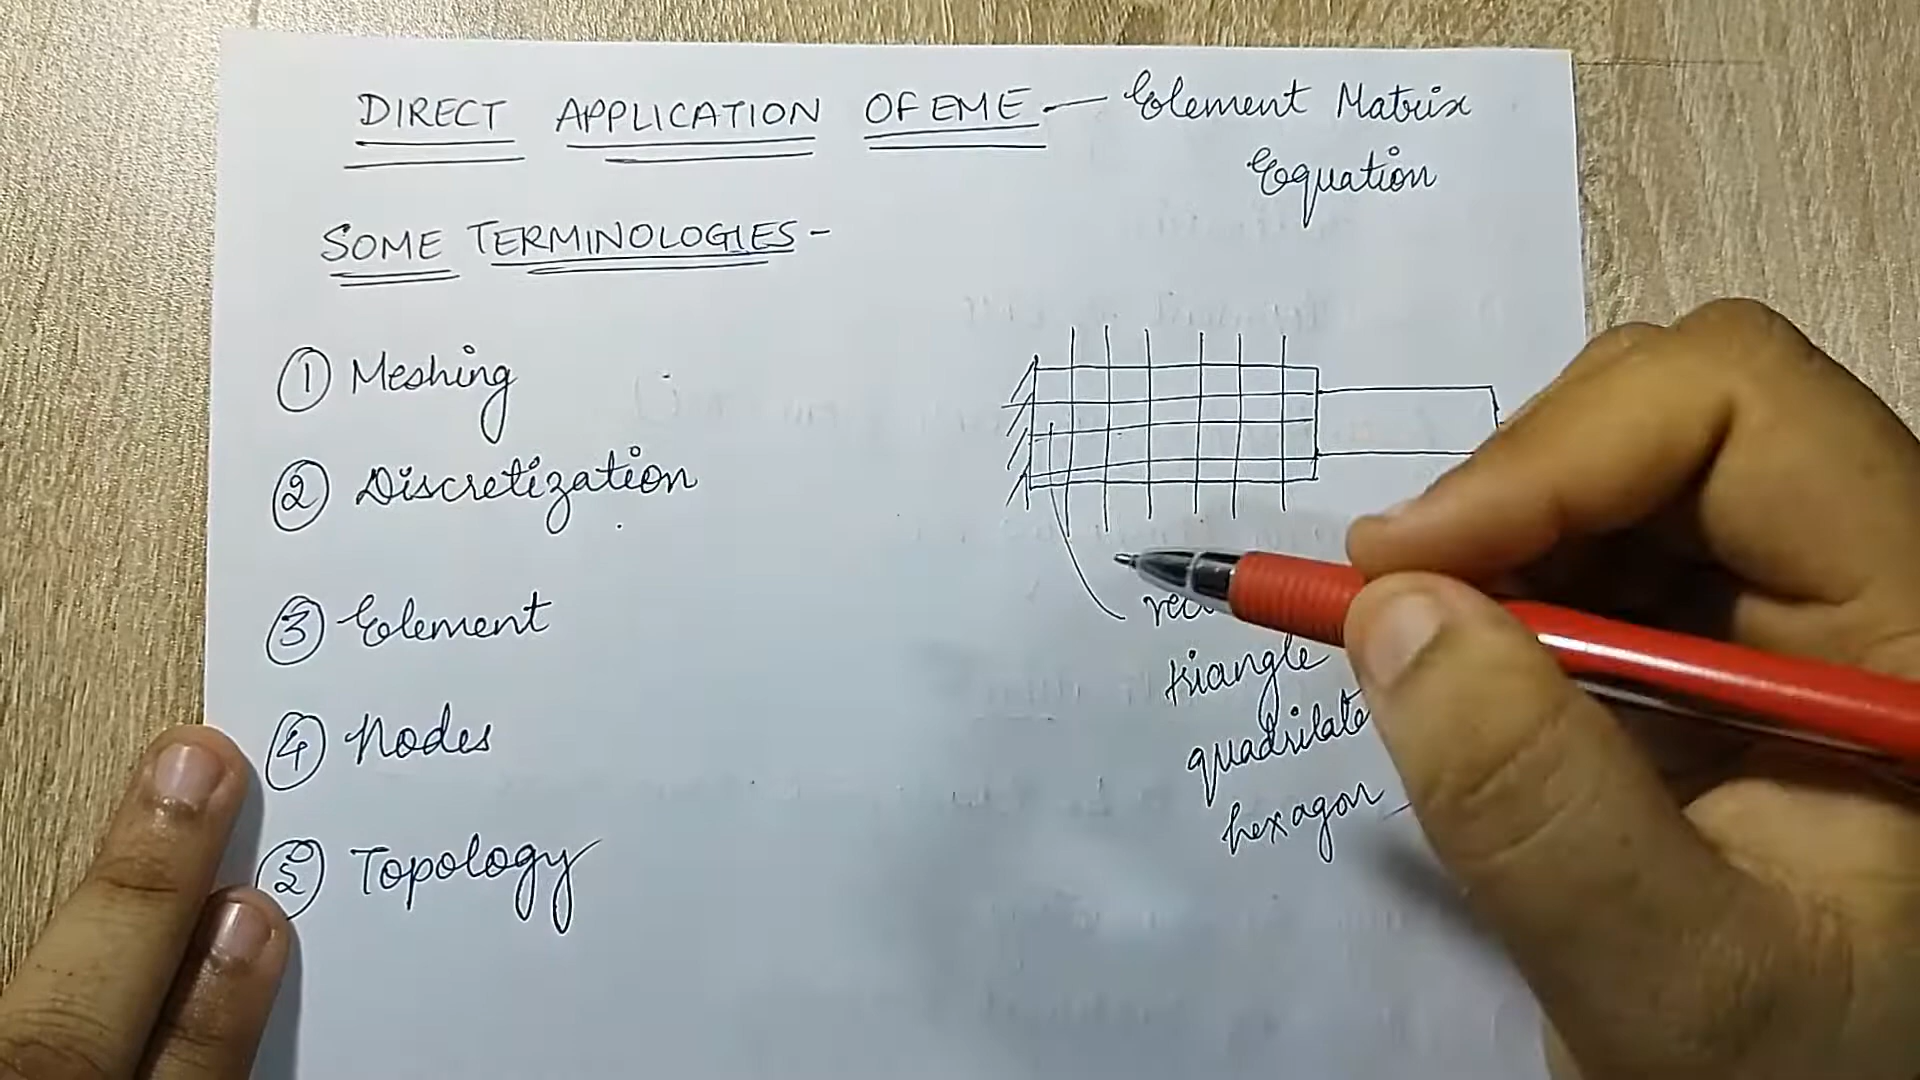 DIRECT APPLICATION OF EME — Element Matrix
Equation
SOME TERMINOLOGIES -
① Meshing
② Discretization
③ Element
④ Nodes
⑤ Topology
triangle
hexagon